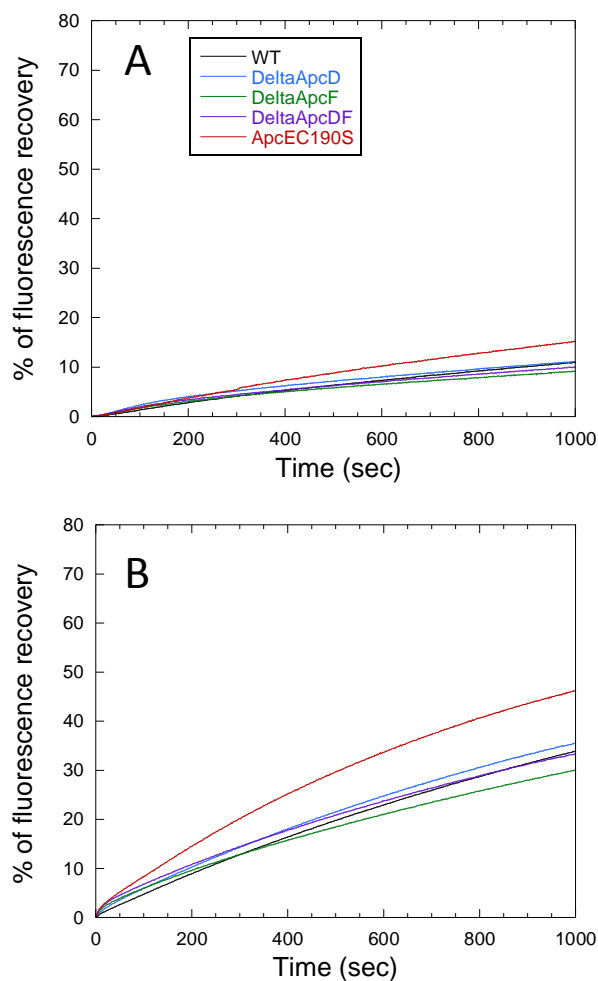 A
WT
DeltaApcD
DeltaApcF
DeltaApcDF
ApcEC190S
% of fluorescence recovery
80
70
60
50
40
30
20
10
0
0 200 400 600 800 1000
Time (sec)
B
% of fluorescence recovery
80
70
60
50
40
30
20
10
0
0 200 400 600 800 1000
Time (sec)